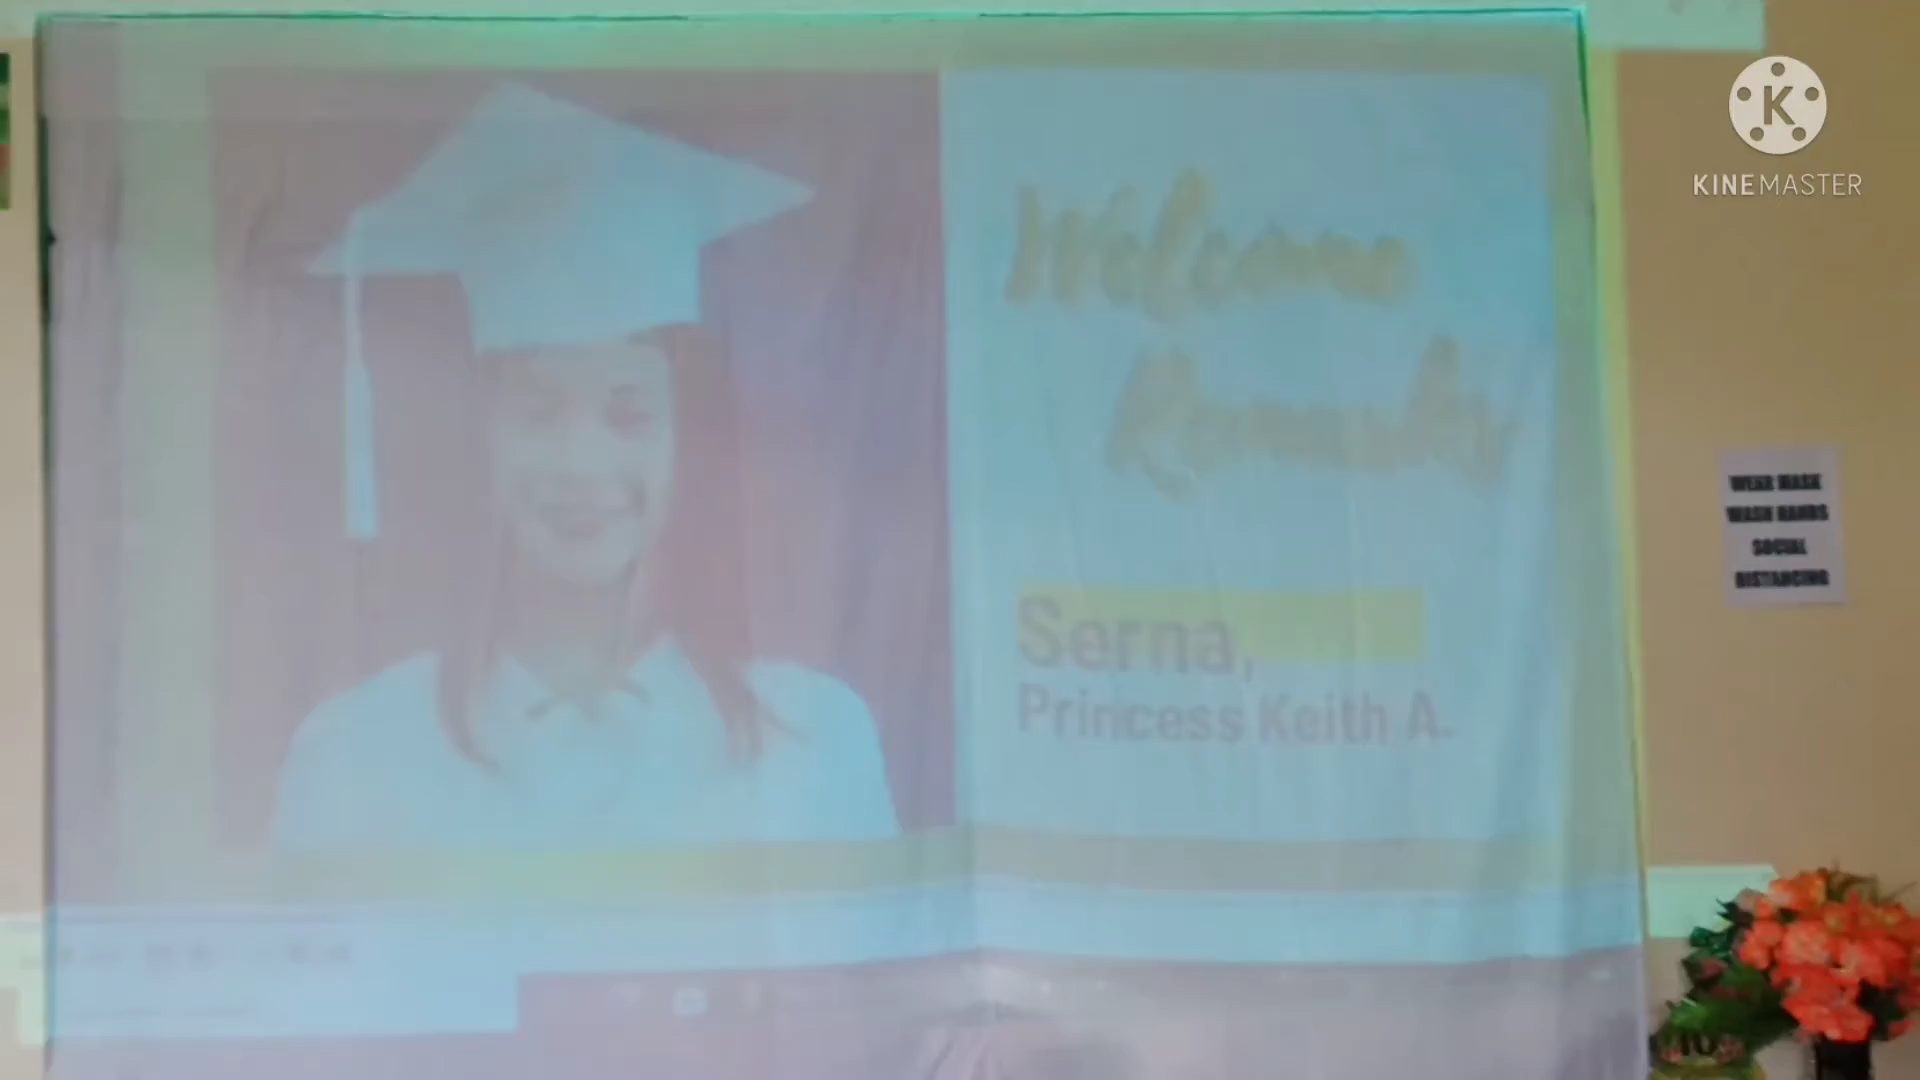 Welcome
Remarks
Serna,
Princess Keith A.
KINEMASTER
WEAR MASK
WASH HANDS
SOCIAL
DISTANCING